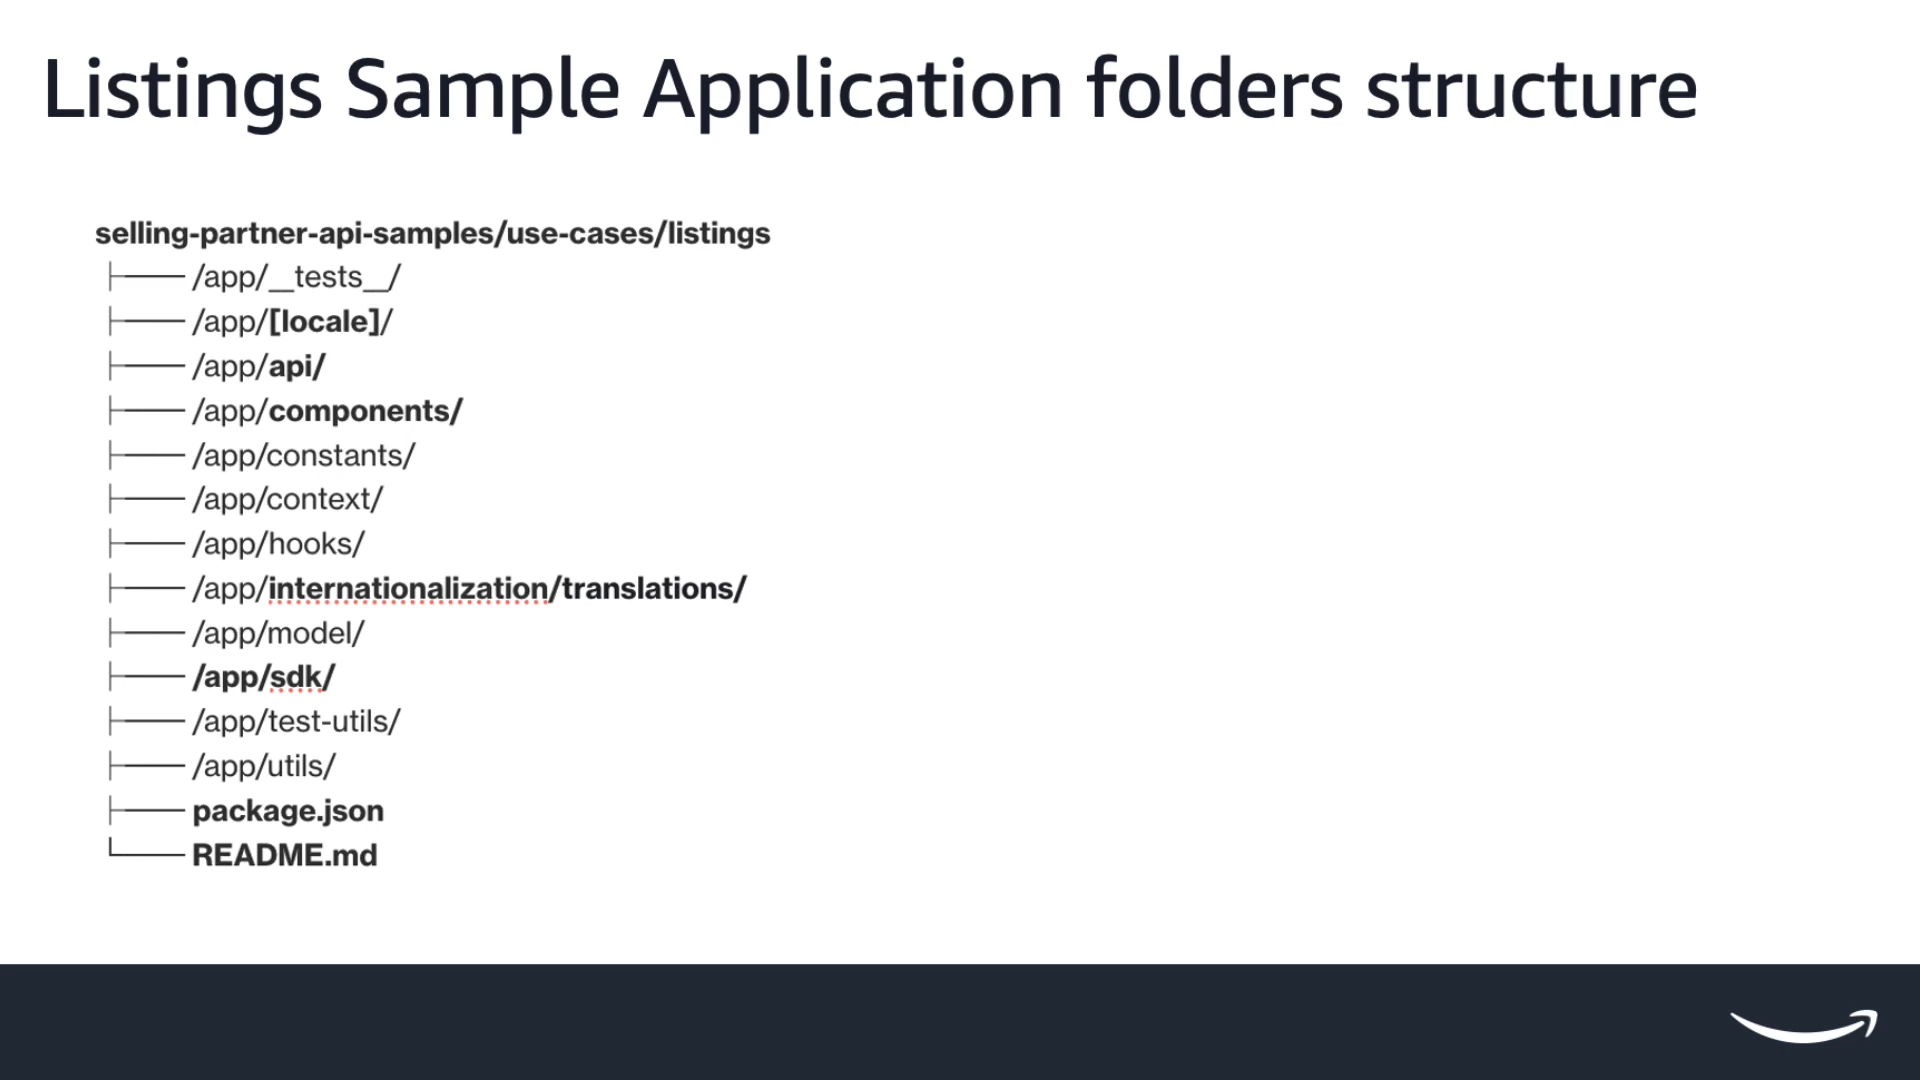 Listings Sample Application folders structure
selling-partner-api-samples/use-cases/listings
├── /app/__tests__/
├── /app/[locale]/
├── /app/api/
├── /app/components/
├── /app/constants/
├── /app/context/
├── /app/hooks/
├── /app/internationalization/translations/
├── /app/model/
├── /app/sdk/
├── /app/test-utils/
├── /app/utils/
├── package.json
└── README.md